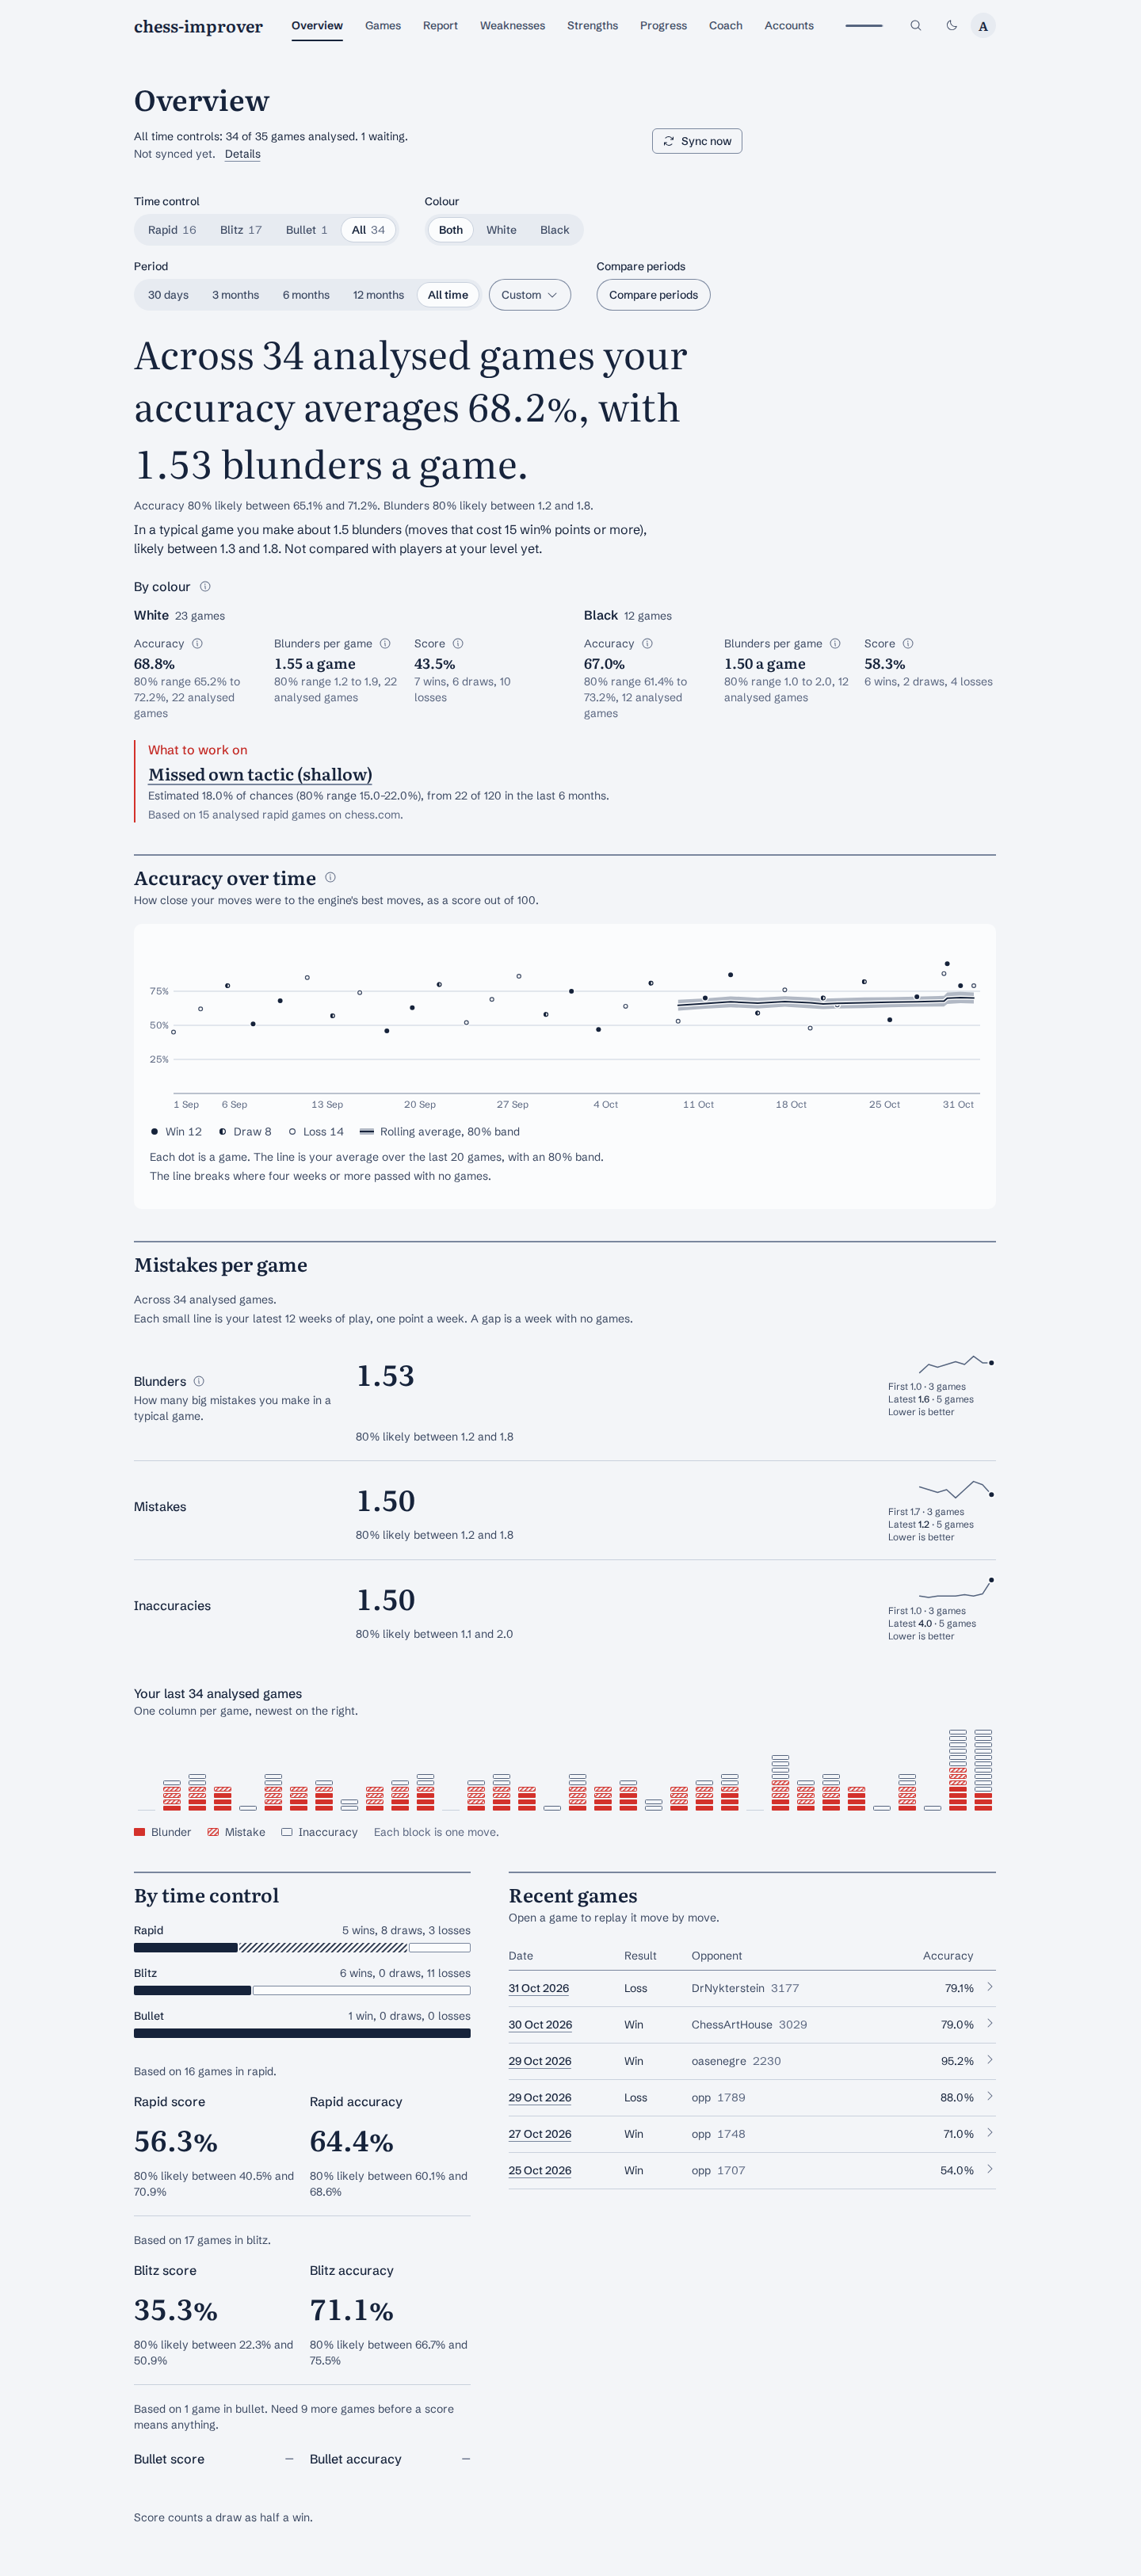 chess-improver Overview Games Report Weaknesses Strengths Progress Coach Accounts A
Overview
All time controls: 34 of 35 games analysed. 1 waiting.
Not synced yet. Details
Sync now
Time control
Rapid 16 Blitz 17 Bullet 1 All 34
Colour
Both White Black
Period
30 days 3 months 6 months 12 months All time Custom
Compare periods
Compare periods
Across 34 analysed games your
accuracy averages 68.2%, with
1.53 blunders a game.
Accuracy 80% likely between 65.1% and 71.2%. Blunders 80% likely between 1.2 and 1.8.
In a typical game you make about 1.5 blunders (moves that cost 15 win% points or more),
likely between 1.3 and 1.8. Not compared with players at your level yet.
By colour
White 23 games
Accuracy
68.8%
80% range 65.2% to
72.2%, 22 analysed
games
Blunders per game
1.55 a game
80% range 1.2 to 1.9, 22
analysed games
Score
43.5%
7 wins, 6 draws, 10
losses
Black 12 games
Accuracy
67.0%
80% range 61.4% to
73.2%, 12 analysed
games
Blunders per game
1.50 a game
80% range 1.0 to 2.0, 12
analysed games
Score
58.3%
6 wins, 2 draws, 4 losses
What to work on
Missed own tactic (shallow)
Estimated 18.0% of chances (80% range 15.0–22.0%), from 22 of 120 in the last 6 months.
Based on 15 analysed rapid games on chess.com.
Accuracy over time
How close your moves were to the engine's best moves, as a score out of 100.
75%
50%
25%
1 Sep 6 Sep 13 Sep 20 Sep 27 Sep 4 Oct 11 Oct 18 Oct 25 Oct 31 Oct
Win 12 Draw 8 Loss 14 Rolling average, 80% band
Each dot is a game. The line is your average over the last 20 games, with an 80% band.
The line breaks where four weeks or more passed with no games.
Mistakes per game
Across 34 analysed games.
Each small line is your latest 12 weeks of play, one point a week. A gap is a week with no games.
Blunders
How many big mistakes you make in a
typical game.
1.53
80% likely between 1.2 and 1.8
First 1.0 · 3 games
Latest 1.6 · 5 games
Lower is better
Mistakes
1.50
80% likely between 1.2 and 1.8
First 1.7 · 3 games
Latest 1.2 · 5 games
Lower is better
Inaccuracies
1.50
80% likely between 1.1 and 2.0
First 1.0 · 3 games
Latest 4.0 · 5 games
Lower is better
Your last 34 analysed games
One column per game, newest on the right.
Blunder Mistake Inaccuracy Each block is one move.
By time control
Rapid 5 wins, 8 draws, 3 losses
Blitz 6 wins, 0 draws, 11 losses
Bullet 1 win, 0 draws, 0 losses
Based on 16 games in rapid.
Rapid score
56.3%
80% likely between 40.5% and
70.9%
Rapid accuracy
64.4%
80% likely between 60.1% and
68.6%
Based on 17 games in blitz.
Blitz score
35.3%
80% likely between 22.3% and
50.9%
Blitz accuracy
71.1%
80% likely between 66.7% and
75.5%
Based on 1 game in bullet. Need 9 more games before a score
means anything.
Bullet score –
Bullet accuracy –
Score counts a draw as half a win.
Recent games
Open a game to replay it move by move.
Date Result Opponent Accuracy
31 Oct 2026 Loss DrNykterstein 3177 79.1%
30 Oct 2026 Win ChessArtHouse 3029 79.0%
29 Oct 2026 Win oasenegre 2230 95.2%
29 Oct 2026 Loss opp 1789 88.0%
27 Oct 2026 Win opp 1748 71.0%
25 Oct 2026 Win opp 1707 54.0%